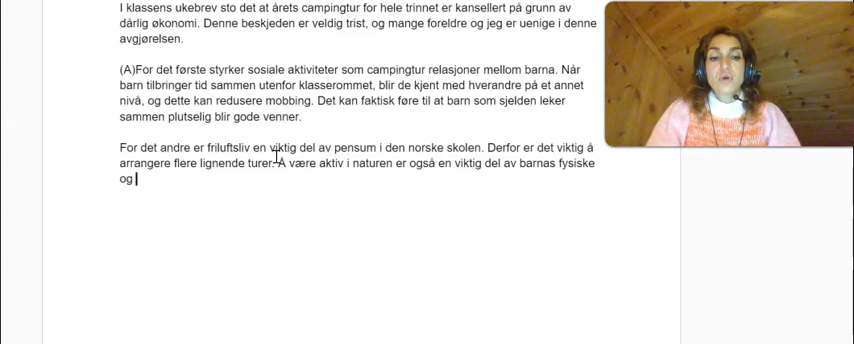 I klassens ukebrev sto det at årets campingtur for hele trinnet er kansellert på grunn av
dårlig økonomi. Denne beskjeden er veldig trist, og mange foreldre og jeg er uenige i denne
avgjørelsen.
(A)For det første styrker sosiale aktiviteter som campingtur relasjoner mellom barna. Når
barn tilbringer tid sammen utenfor klasserommet, blir de kjent med hverandre på et annet
nivå, og dette kan redusere mobbing. Det kan faktisk føre til at barn som sjelden leker
sammen plutselig blir gode venner.
For det andre er friluftsliv en viktig del av pensum i den norske skolen. Derfor er det viktig å
arrangere flere lignende turer. Å være aktiv i naturen er også en viktig del av barnas fysiske
og